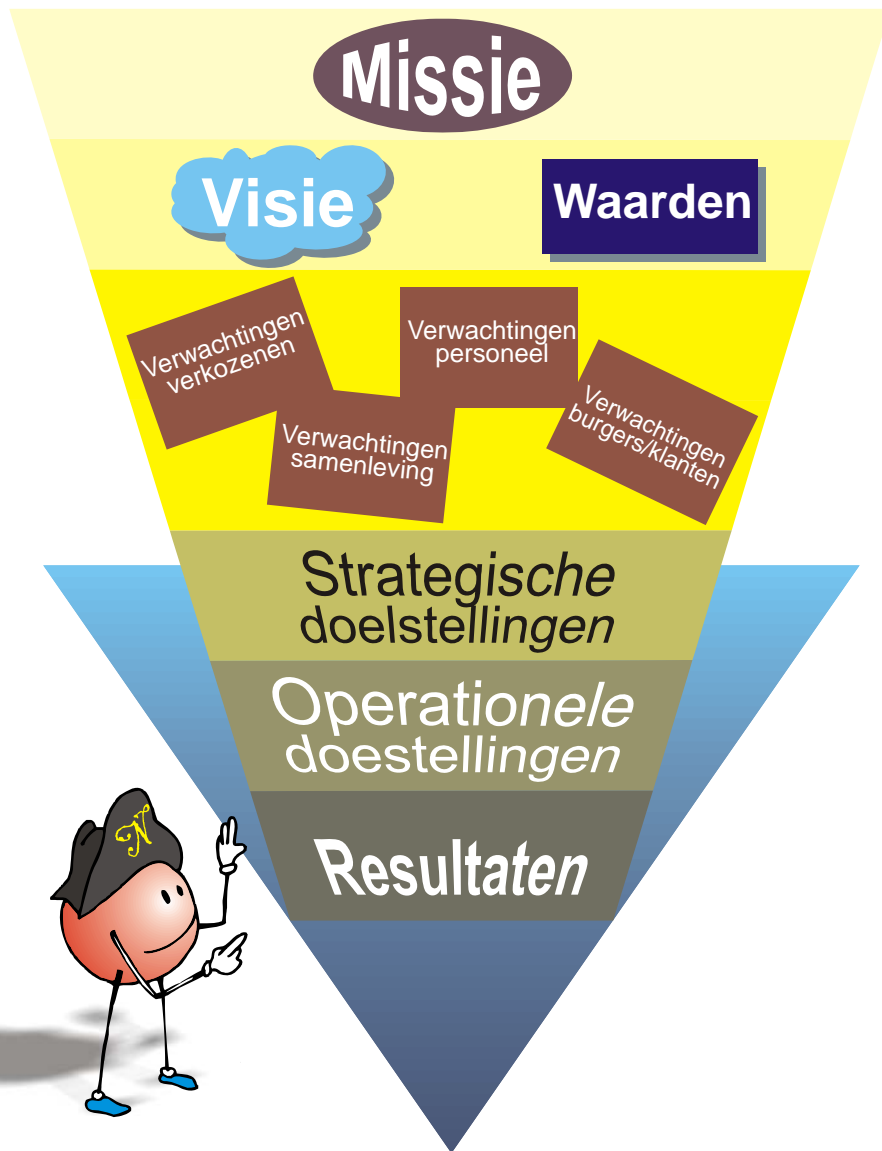 Missie
Visie
Waarden
Verwachtingen
verkozenen
Verwachtingen
personeel
Verwachtingen
samenleving
Verwachtingen
burgers/klanten
Strategische
doelstellingen
Operationele
doestellingen
Resultaten
N